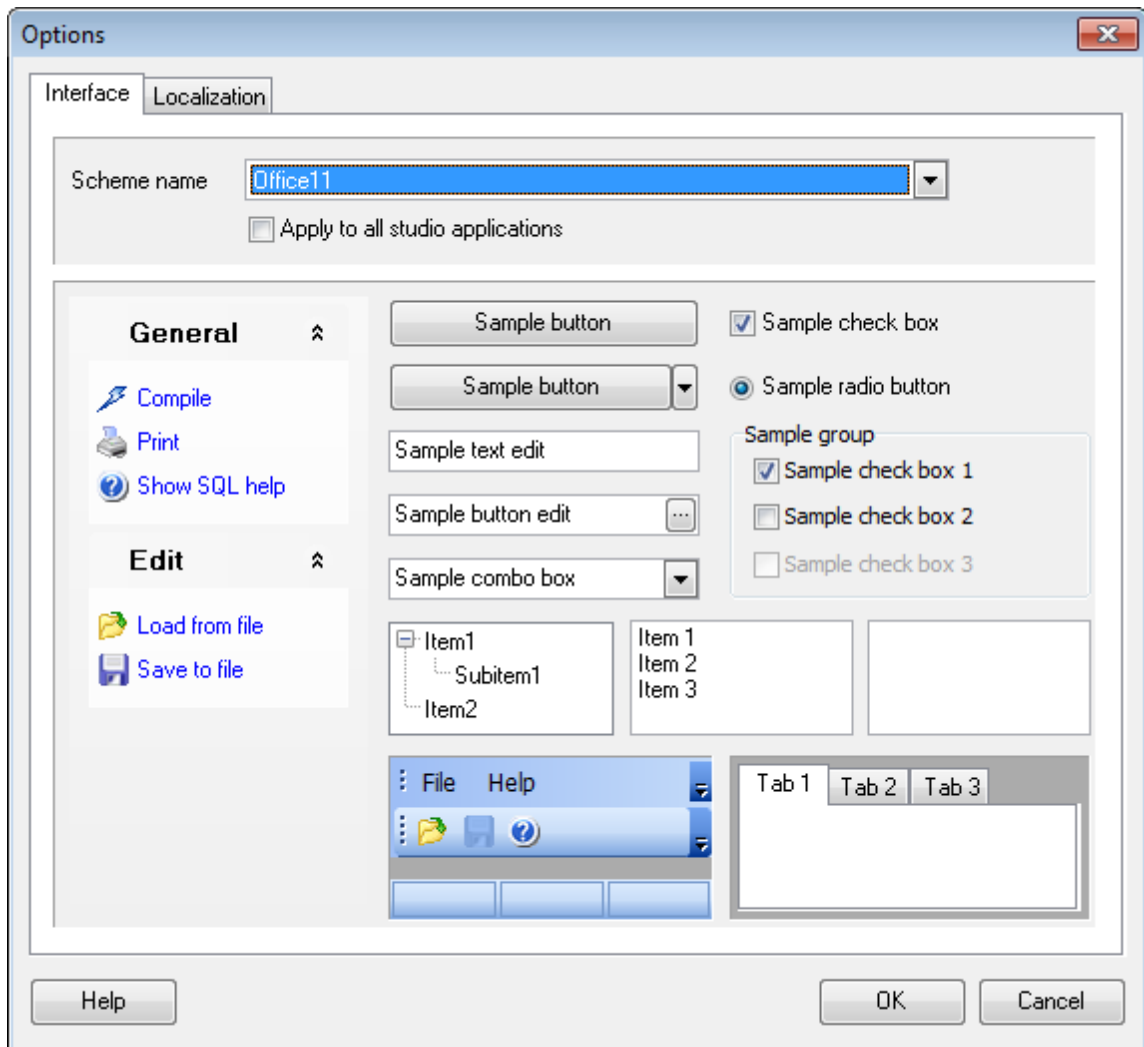 Options
Interface
Localization
Scheme name
Office11
Apply to all studio applications
General
Compile
Print
Show SQL help
Edit
Load from file
Save to file
Sample button
Sample check box
Sample button
Sample radio button
Sample text edit
Sample group
Sample check box 1
Sample button edit
...
Sample check box 2
Sample combo box
Sample check box 3
Item1
Subitem1
Item2
Item 1
Item 2
Item 3
File Help
Tab 1 Tab 2 Tab 3
Help
OK
Cancel